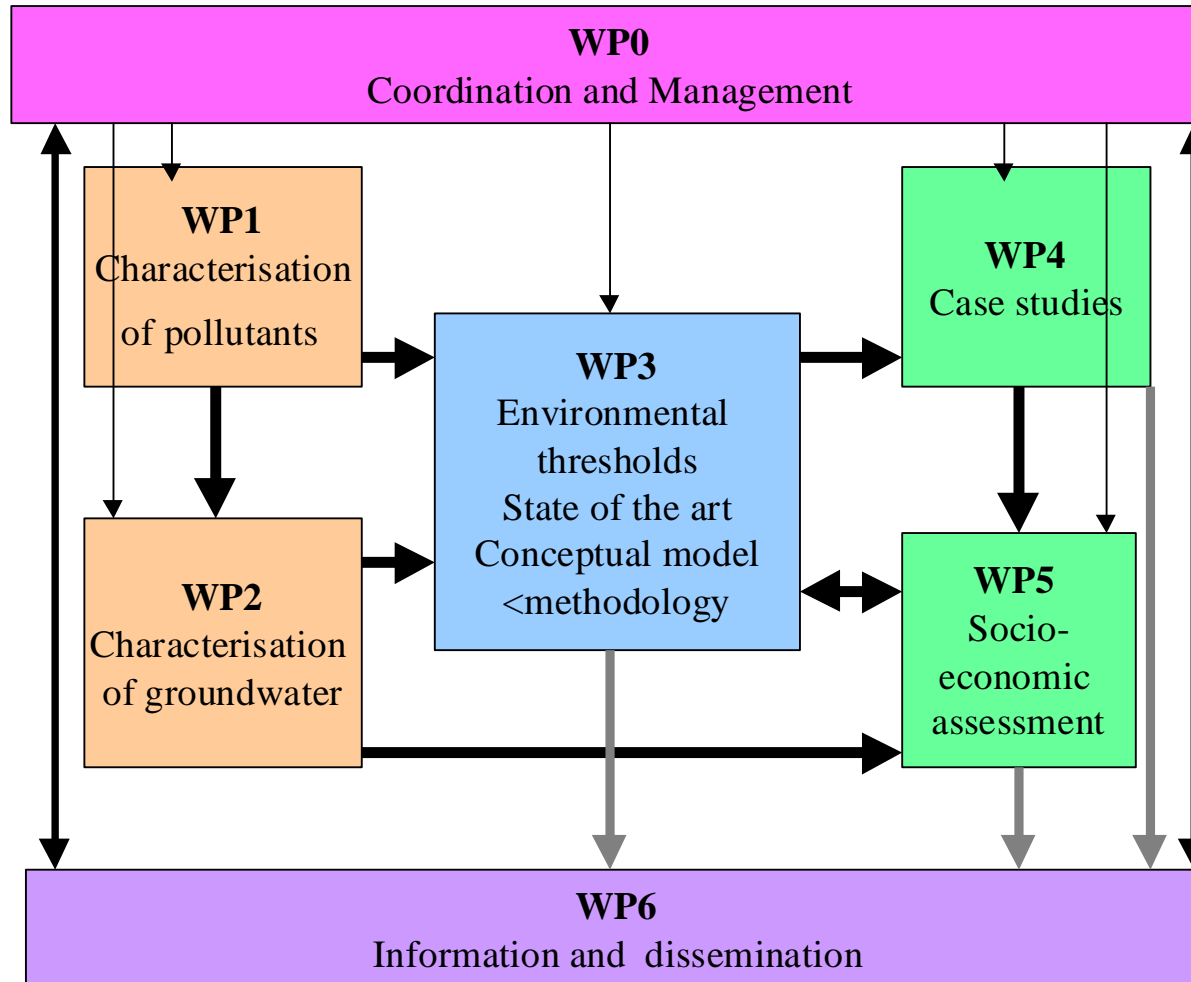 WP0
Coordination and Management
WP1
Characterisation
of pollutants
WP4
Case studies
WP3
Environmental
thresholds
State of the art
Conceptual model
<methodology
WP2
Characterisation
of groundwater
WP5
Socio-
economic
assessment
WP6
Information and  dissemination